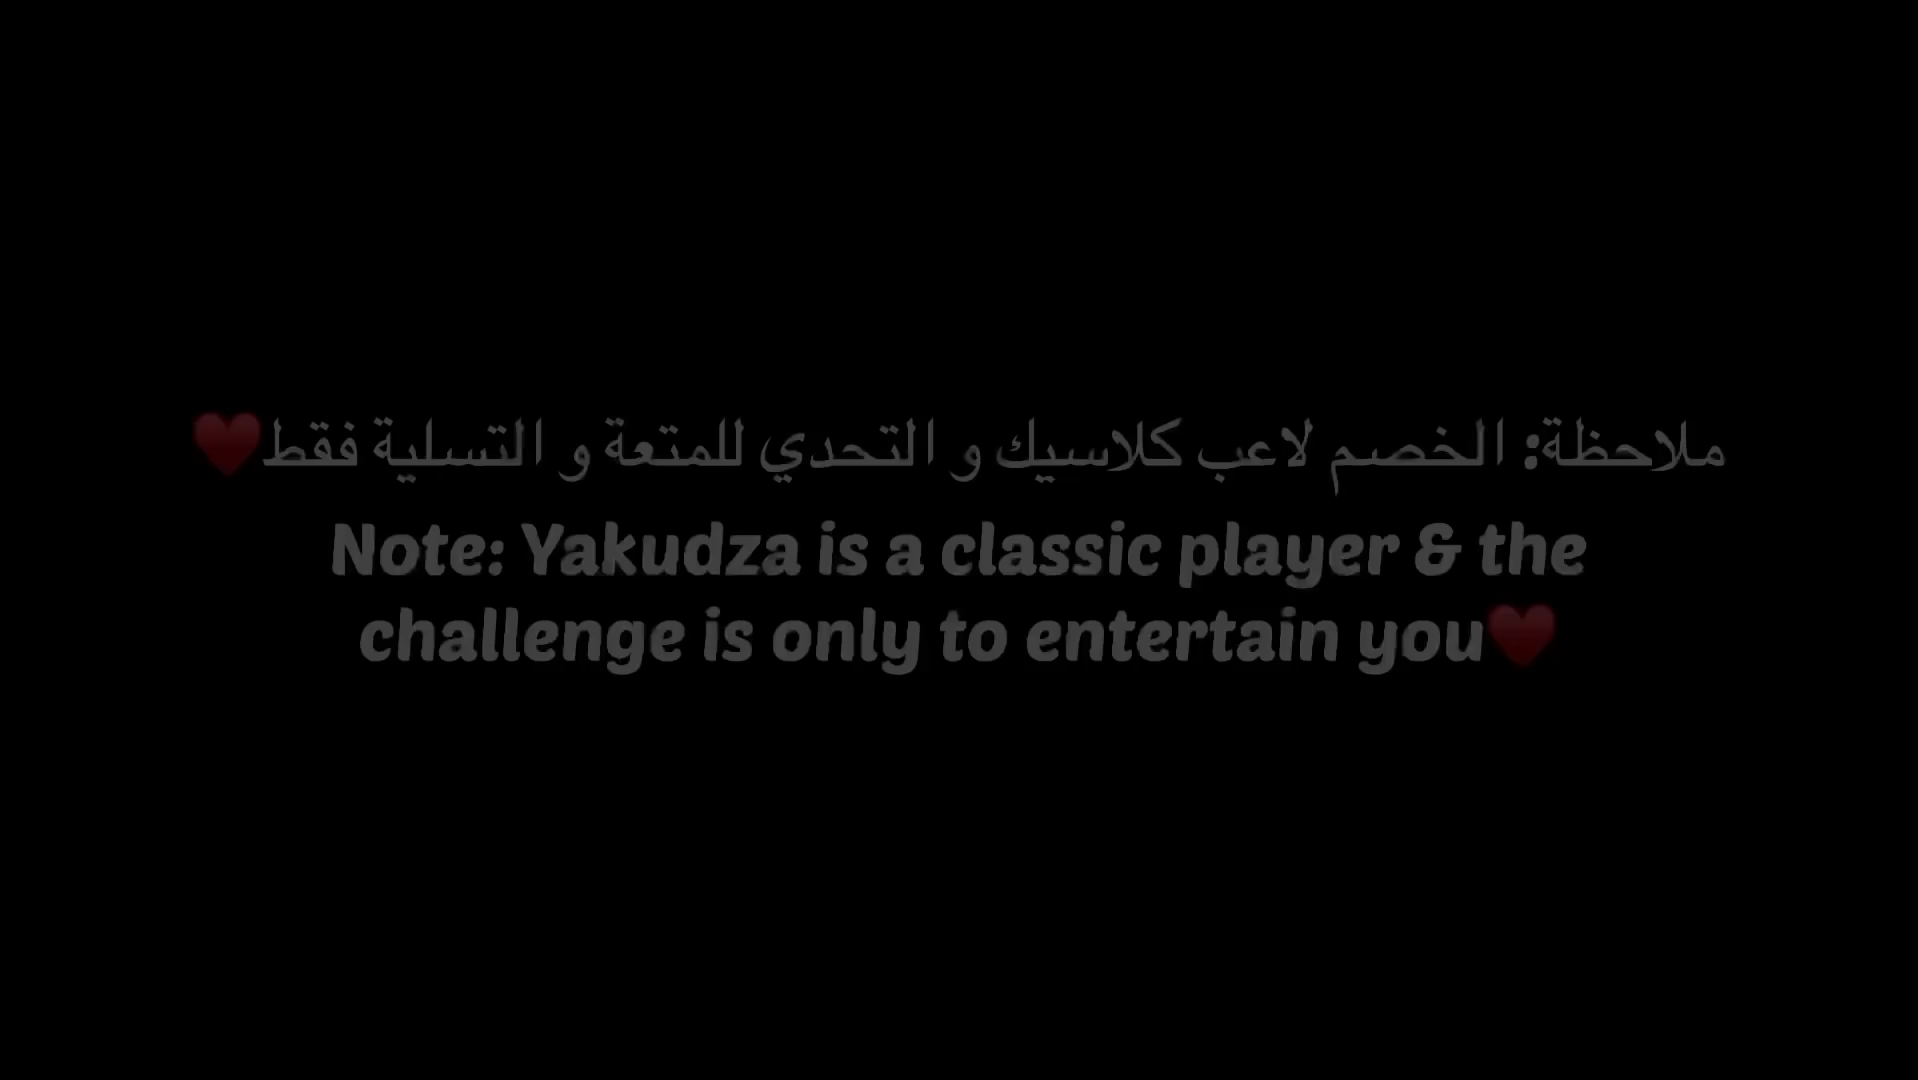 ملاحظة: الخصم لاعب كلاسيك و التحدي للمتعة و التسلية فقط♥
Note: Yakudza is a classic player & the
challenge is only to entertain you♥